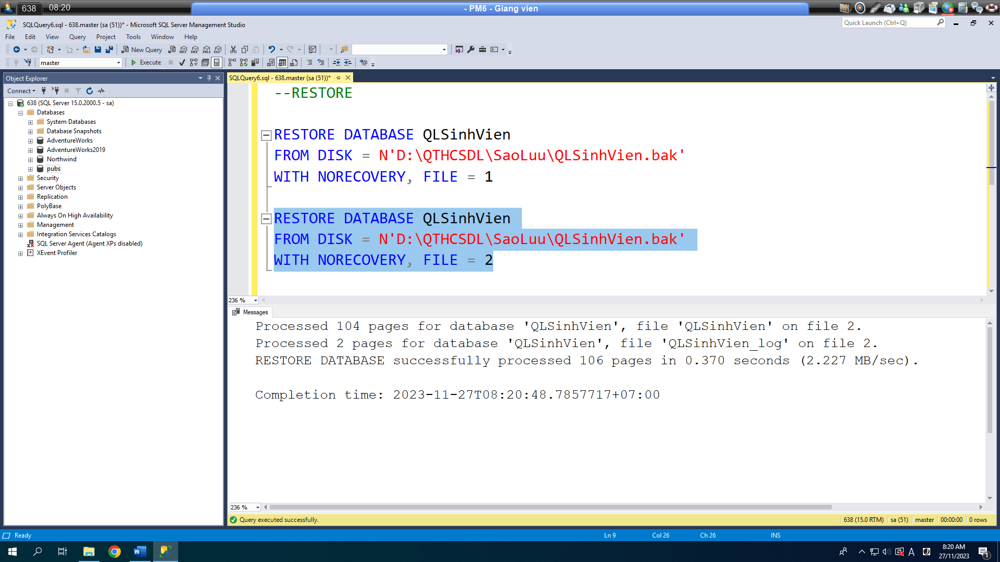 638 08:20 - PM6 - Giang vien
SQLQuery6.sql - 638.master (sa (51))* - Microsoft SQL Server Management Studio
Quick Launch (Ctrl+Q)
File Edit View Query Project Tools Window Help
New Query MDX DMX XMLA DAX
master Execute
Object Explorer
Connect
638 (SQL Server 15.0.2000.5 - sa)
Databases
System Databases
Database Snapshots
AdventureWorks
AdventureWorks2019
Northwind
pubs
Security
Server Objects
Replication
PolyBase
Always On High Availability
Management
Integration Services Catalogs
SQL Server Agent (Agent XPs disabled)
XEvent Profiler
SQLQuery6.sql - 638.master (sa (51))*
--RESTORE
RESTORE DATABASE QLSinhVien
FROM DISK = N'D:\QTHCSDL\SaoLuu\QLSinhVien.bak'
WITH NORECOVERY, FILE = 1
RESTORE DATABASE QLSinhVien
FROM DISK = N'D:\QTHCSDL\SaoLuu\QLSinhVien.bak'
WITH NORECOVERY, FILE = 2
236 %
Messages
Processed 104 pages for database 'QLSinhVien', file 'QLSinhVien' on file 2.
Processed 2 pages for database 'QLSinhVien', file 'QLSinhVien_log' on file 2.
RESTORE DATABASE successfully processed 106 pages in 0.370 seconds (2.227 MB/sec).
Completion time: 2023-11-27T08:20:48.7857717+07:00
236 %
Query executed successfully. 638 (15.0 RTM) sa (51) master 00:00:00 0 rows
Ready Ln 9 Col 26 Ch 26 INS
A 8:20 AM
27/11/2023
1